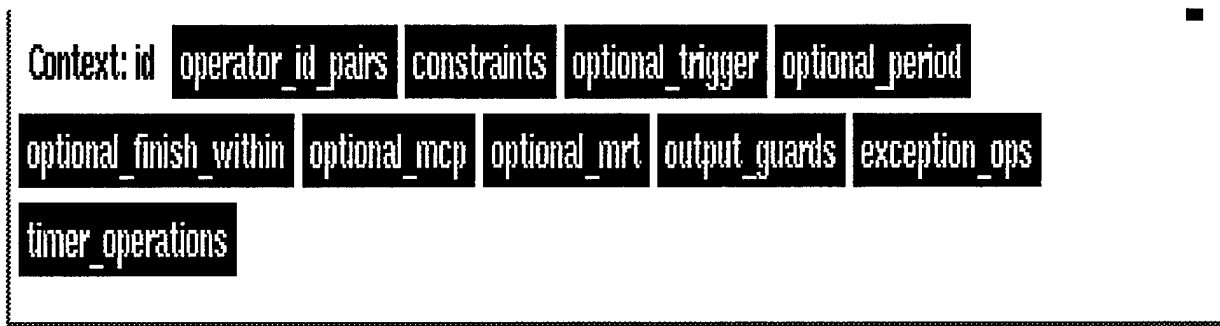 Context: id operator_id_pairs constraints optional_trigger optional_period
optional_finish_within optional_mcp optional_mrt output_guards exception_ops
timer_operations